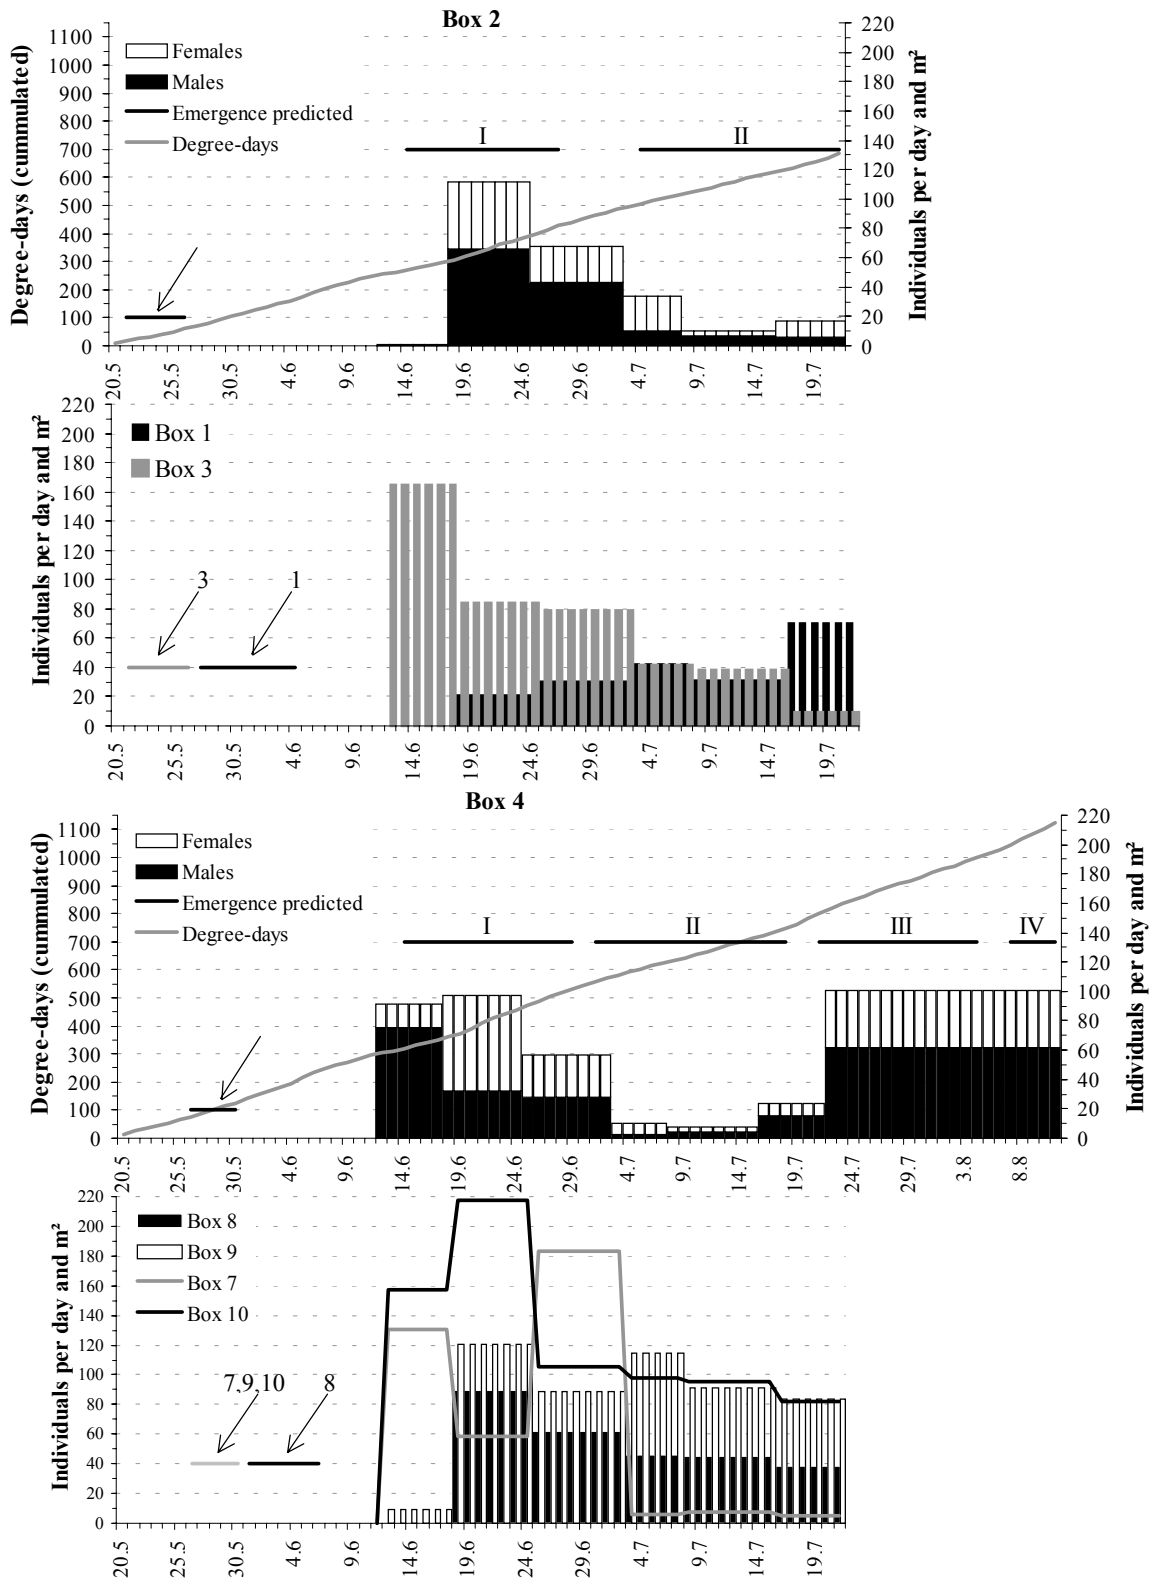 Box 2
Degree-days (cummulated)
1100
1000
900
800
700
600
500
400
300
200
100
0
Females
Males
Emergence predicted
Degree-days
I
II
220
200
180
160
140
120
100
80
60
40
20
0
Individuals per day and m²
20.5 25.5 30.5 4.6 9.6 14.6 19.6 24.6 29.6 4.7 9.7 14.7 19.7
Individuals per day and m²
220
200
180
160
140
120
100
80
60
40
20
0
Box 1
Box 3
3 1
20.5 25.5 30.5 4.6 9.6 14.6 19.6 24.6 29.6 4.7 9.7 14.7 19.7
Box 4
Degree-days (cummulated)
1100
1000
900
800
700
600
500
400
300
200
100
0
Females
Males
Emergence predicted
Degree-days
I II III IV
220
200
180
160
140
120
100
80
60
40
20
0
Individuals per day and m²
20.5 25.5 30.5 4.6 9.6 14.6 19.6 24.6 29.6 4.7 9.7 14.7 19.7 24.7 29.7 3.8 8.8
Individuals per day and m²
220
200
180
160
140
120
100
80
60
40
20
0
Box 8
Box 9
Box 7
Box 10
7,9,10 8
20.5 25.5 30.5 4.6 9.6 14.6 19.6 24.6 29.6 4.7 9.7 14.7 19.7